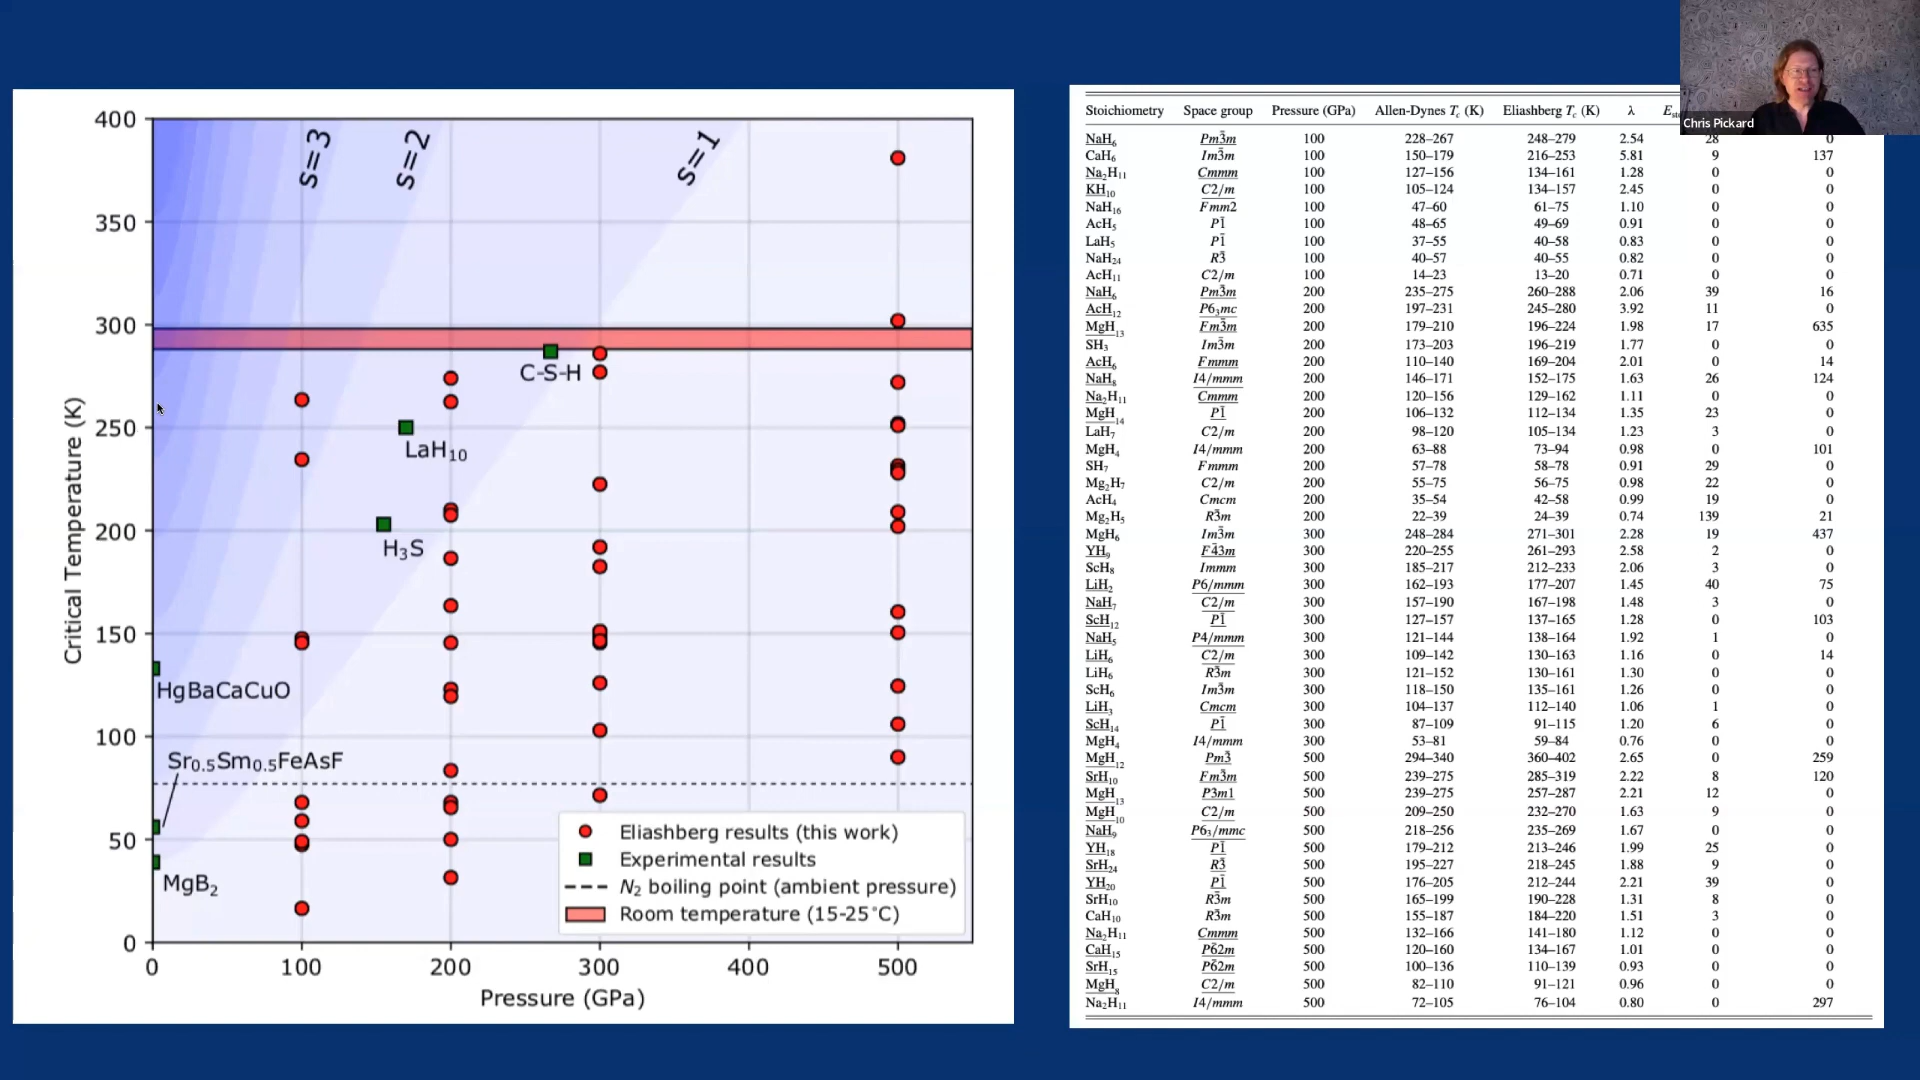 Chris Pickard
400
350
300
250
200
150
100
50
0
Critical Temperature (K)
s=3
s=2
s=1
C-S-H
LaH₁₀
H₃S
HgBaCaCuO
Sr₀.₅Sm₀.₅FeAsF
MgB₂
Eliashberg results (this work)
Experimental results
N₂ boiling point (ambient pressure)
Room temperature (15-25°C)
0 100 200 300 400 500
Pressure (GPa)
Stoichiometry Space group Pressure (GPa) Allen-Dynes Tc (K) Eliashberg Tc (K) λ
NaH₆ Pm3̄m 100 228–267 248–279 2.54 28 0
CaH₆ Im3̄m 100 150–179 216–253 5.81 9 137
Na₂H₁₁ Cmmm 100 127–156 134–161 1.28 0 0
KH₁₀ C2/m 100 105–124 134–157 2.45 0 0
NaH₁₆ Fmm2 100 47–60 61–75 1.10 0 0
AcH₅ P1̄ 100 48–65 49–69 0.91 0 0
LaH₅ P1̄ 100 37–55 40–58 0.83 0 0
NaH₂₄ R3̄ 100 40–57 40–55 0.82 0 0
AcH₁₁ C2/m 100 14–23 13–20 0.71 0 0
NaH₆ Pm3̄m 200 235–275 260–288 2.06 39 16
AcH₁₂ P6₃mc 200 197–231 245–280 3.92 11 0
MgH₁₃ Fm3̄m 200 179–210 196–224 1.98 17 635
SH₃ Im3̄m 200 173–203 196–219 1.77 0 0
AcH₆ Fmmm 200 110–140 169–204 2.01 0 14
NaH₈ I4/mmm 200 146–171 152–175 1.63 26 124
Na₂H₁₁ Cmmm 200 120–156 129–162 1.11 0 0
MgH₁₄ P1̄ 200 106–132 112–134 1.35 23 0
LaH₇ C2/m 200 98–120 105–134 1.23 3 0
MgH₄ I4/mmm 200 63–88 73–94 0.98 0 101
SH₇ Fmmm 200 57–78 58–78 0.91 29 0
Mg₂H₇ C2/m 200 55–75 56–75 0.98 22 0
AcH₄ Cmcm 200 35–54 42–58 0.99 19 0
Mg₂H₅ R3̄m 200 22–39 24–39 0.74 139 21
MgH₆ Im3̄m 300 248–284 271–301 2.28 19 437
YH₉ F4̄3m 300 220–255 261–293 2.58 2 0
ScH₈ Immm 300 185–217 212–233 2.06 3 0
LiH₂ P6/mmm 300 162–193 177–207 1.45 40 75
NaH₇ C2/m 300 157–190 167–198 1.48 3 0
ScH₁₂ P1̄ 300 127–157 137–165 1.28 0 103
NaH₅ P4/mmm 300 121–144 138–164 1.92 1 0
LiH₆ C2/m 300 109–142 130–163 1.16 0 14
LiH₆ R3̄m 300 121–152 130–161 1.30 0 0
ScH₆ Im3̄m 300 118–150 135–161 1.26 0 0
LiH₃ Cmcm 300 104–137 112–140 1.06 1 0
ScH₁₄ P1̄ 300 87–109 91–115 1.20 6 0
MgH₄ I4/mmm 300 53–81 59–84 0.76 0 0
MgH₁₂ Pm3̄ 500 294–340 360–402 2.65 0 259
SrH₁₀ Fm3̄m 500 239–275 285–319 2.22 8 120
MgH₁₃ P3m1 500 239–275 257–287 2.21 12 0
MgH₁₀ C2/m 500 209–250 232–270 1.63 9 0
NaH₉ P6₃/mmc 500 218–256 235–269 1.67 0 0
YH₁₈ P1̄ 500 179–212 213–246 1.99 25 0
SrH₂₄ R3̄ 500 195–227 218–245 1.88 9 0
YH₂₀ P1̄ 500 176–205 212–244 2.21 39 0
SrH₁₀ R3̄m 500 165–199 190–228 1.31 8 0
CaH₁₀ R3̄m 500 155–187 184–220 1.51 3 0
Na₂H₁₁ Cmmm 500 132–166 141–180 1.12 0 0
CaH₁₅ P6̄2m 500 120–160 134–167 1.01 0 0
SrH₁₅ P6̄2m 500 100–136 110–139 0.93 0 0
MgH₈ C2/m 500 82–110 91–121 0.96 0 0
Na₂H₁₁ I4/mmm 500 72–105 76–104 0.80 0 297